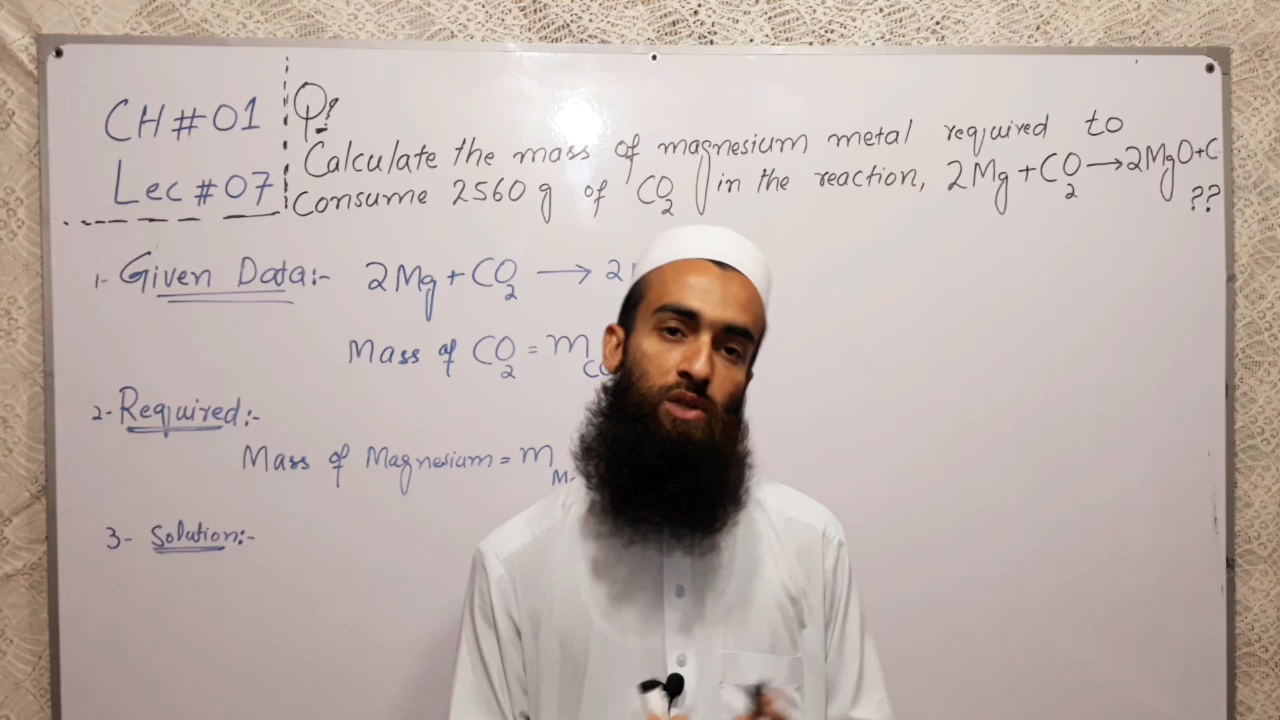 CH#01
Lec#07
Q?
Calculate the mass of magnesium metal required to
Consume 2560 g of CO₂ in the reaction, 2Mg + CO₂ → 2MgO + C
??
1- Given Data:- 2Mg + CO₂ → 2
Mass of CO₂ = m
2- Required:-
Mass of Magnesium = m
3- Solution:-